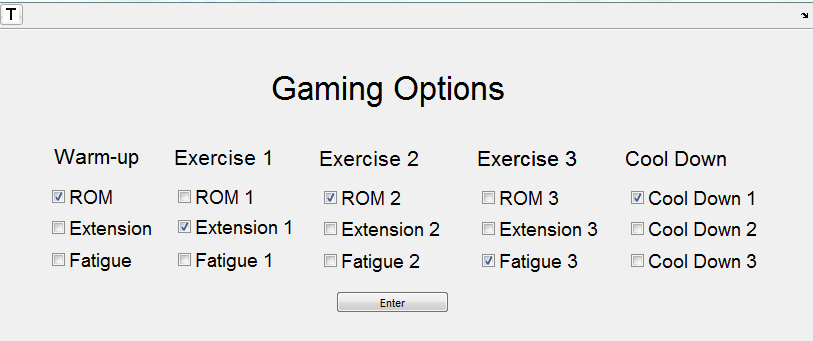 T
Gaming Options
Warm-up Exercise 1 Exercise 2 Exercise 3 Cool Down
ROM ROM 1 ROM 2 ROM 3 Cool Down 1
Extension Extension 1 Extension 2 Extension 3 Cool Down 2
Fatigue Fatigue 1 Fatigue 2 Fatigue 3 Cool Down 3
Enter